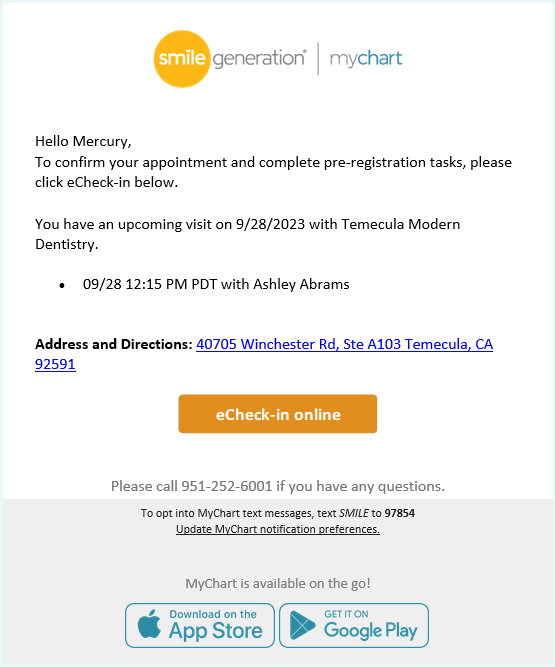 smile generation® | mychart
Hello Mercury,
To confirm your appointment and complete pre-registration tasks, please
click eCheck-in below.
You have an upcoming visit on 9/28/2023 with Temecula Modern
Dentistry.
• 09/28 12:15 PM PDT with Ashley Abrams
Address and Directions: 40705 Winchester Rd, Ste A103 Temecula, CA
92591
eCheck-in online
Please call 951-252-6001 if you have any questions.
To opt into MyChart text messages, text SMILE to 97854
Update MyChart notification preferences.
MyChart is available on the go!
Download on the
App Store
GET IT ON
Google Play